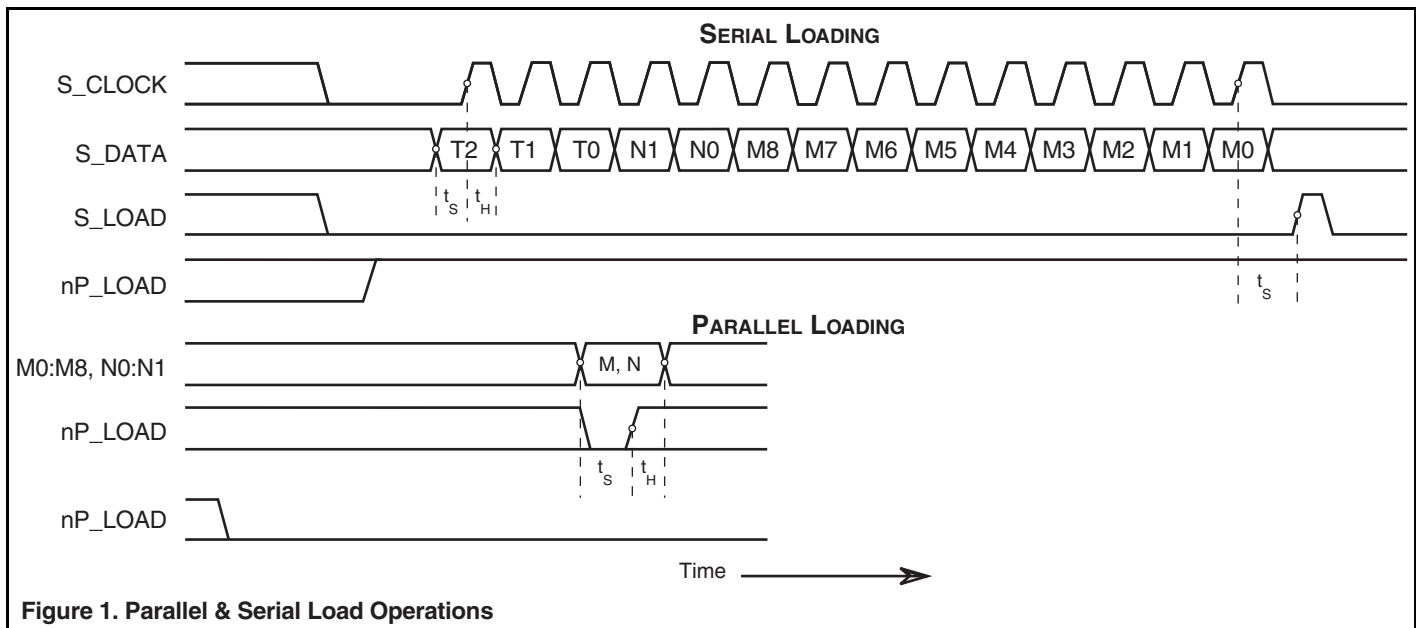 SERIAL LOADING
S_CLOCK
S_DATA T2 T1 T0 N1 N0 M8 M7 M6 M5 M4 M3 M2 M1 M0
tS tH
S_LOAD
nP_LOAD
tS
PARALLEL LOADING
M0:M8, N0:N1 M, N
nP_LOAD
tS tH
nP_LOAD
Time
Figure 1. Parallel & Serial Load Operations